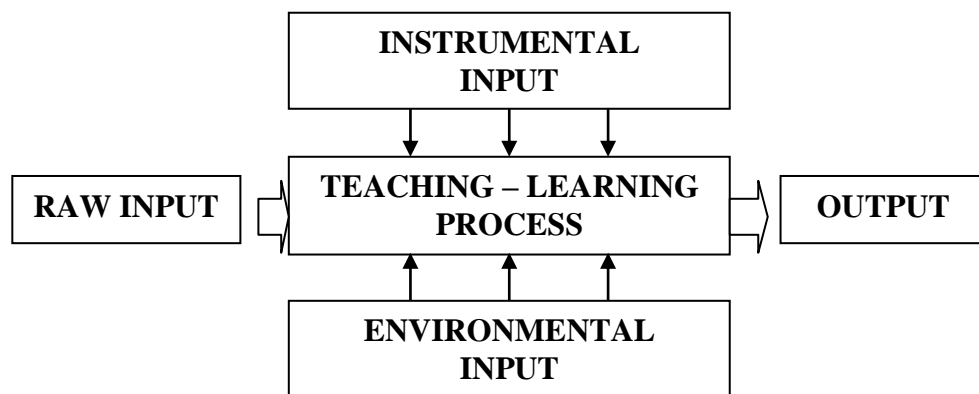 INSTRUMENTAL
INPUT
RAW INPUT
TEACHING – LEARNING
PROCESS
OUTPUT
ENVIRONMENTAL
INPUT